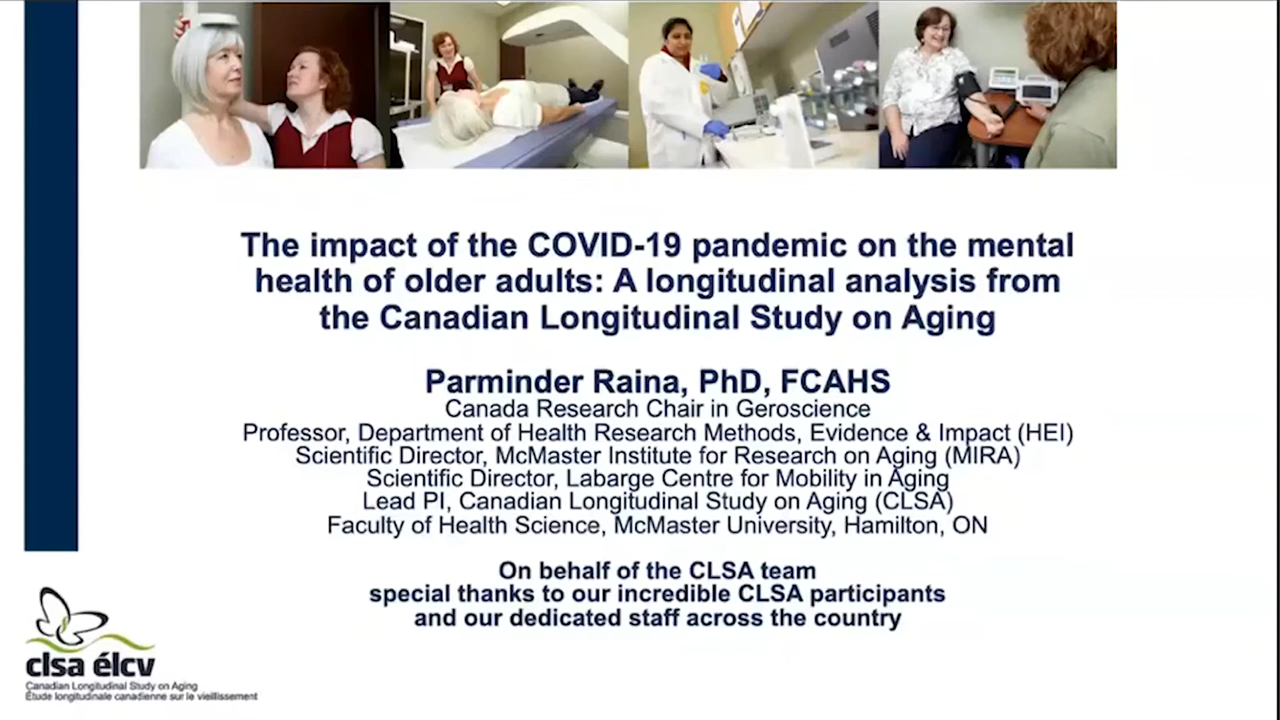 The impact of the COVID-19 pandemic on the mental
health of older adults: A longitudinal analysis from
the Canadian Longitudinal Study on Aging
Parminder Raina, PhD, FCAHS
Canada Research Chair in Geroscience
Professor, Department of Health Research Methods, Evidence & Impact (HEI)
Scientific Director, McMaster Institute for Research on Aging (MIRA)
Scientific Director, Labarge Centre for Mobility in Aging
Lead PI, Canadian Longitudinal Study on Aging (CLSA)
Faculty of Health Science, McMaster University, Hamilton, ON
On behalf of the CLSA team
special thanks to our incredible CLSA participants
and our dedicated staff across the country
clsa élcv
Canadian Longitudinal Study on Aging
Étude longitudinale canadienne sur le vieillissement